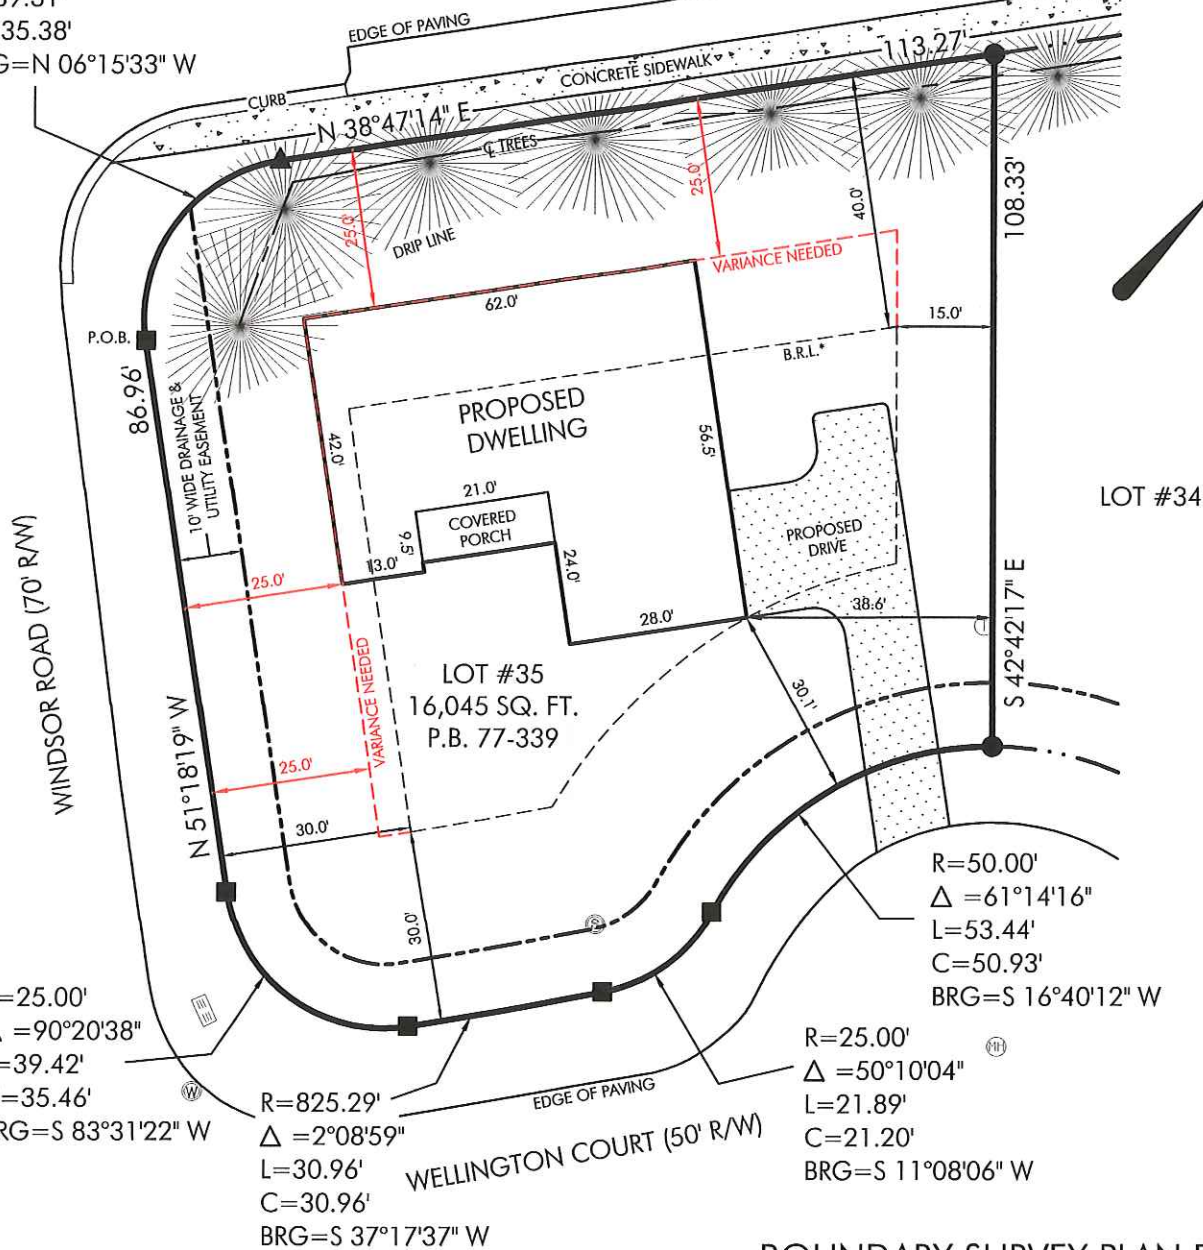 35.38'
G=N 06°15'33" W
EDGE OF PAVING
CURB
CONCRETE SIDEWALK
113.27'
N 38°47'14" E
℄ TREES
25.0'
25.0'
40.0'
108.33'
DRIP LINE
VARIANCE NEEDED
62.0'
15.0'
P.O.B.
B.R.L.*
86.96'
10' WIDE DRAINAGE &
UTILITY EASEMENT
PROPOSED
DWELLING
42.0'
56.5'
21.0'
COVERED
PORCH
9.5'
13.0'
24.0'
28.0'
PROPOSED
DRIVE
LOT #34
38.6'
T
S 42°42'17" E
25.0'
VARIANCE NEEDED
LOT #35
16,045 SQ. FT.
P.B. 77-339
30.1'
WINDSOR ROAD (70' R/W)
N 51°18'19" W
25.0'
30.0'
30.0'
S
R=50.00'
Δ =61°14'16"
L=53.44'
C=50.93'
BRG=S 16°40'12" W
=25.00'
Δ =90°20'38"
=39.42'
=35.46'
RG=S 83°31'22" W
W
R=825.29'
Δ =2°08'59"
L=30.96'
C=30.96'
BRG=S 37°17'37" W
EDGE OF PAVING
WELLINGTON COURT (50' R/W)
R=25.00'
Δ =50°10'04"
L=21.89'
C=21.20'
BRG=S 11°08'06" W
MH